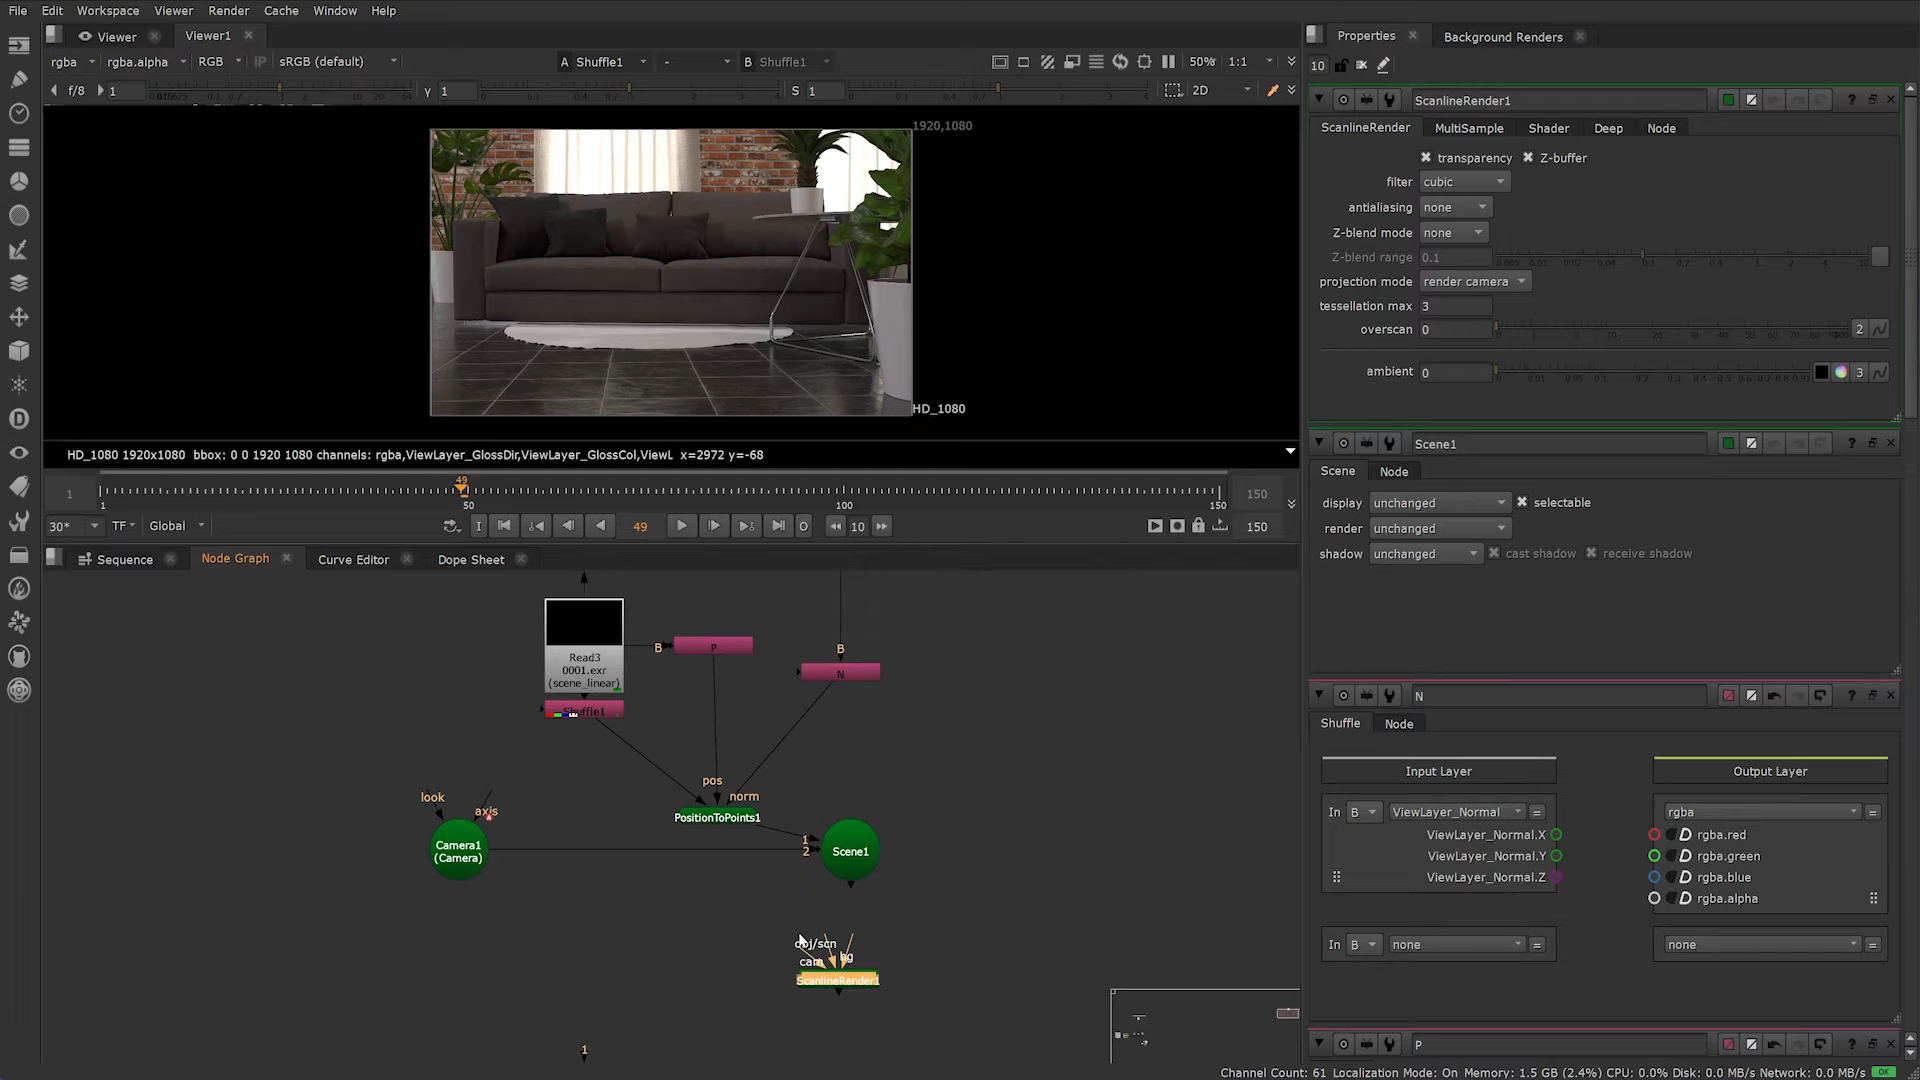 File Edit Workspace Viewer Render Cache Window Help
Viewer Viewer1
rgba rgba.alpha RGB IP sRGB (default) A Shuffle1 - B Shuffle1 50% 1:1
f/8 1 γ 1 S 1 2D
1920,1080
HD_1080
HD_1080 1920x1080 bbox: 0 0 1920 1080 channels: rgba,ViewLayer_GlossDir,ViewLayer_GlossCol,ViewL x=2972 y=-68
49
1 1 50 100 150 150
30* TF Global I 49 O 10 150
Sequence Node Graph Curve Editor Dope Sheet
Read3
0001.exr
(scene_linear)
Shuffle1
B P
B
N
look
axis
Camera1
(Camera)
pos
norm
PositionToPoints1
1
2
Scene1
obj/scn
cam
bg
ScanlineRender1
1
Properties Background Renders
10
ScanlineRender1
ScanlineRender MultiSample Shader Deep Node
transparency Z-buffer
filter cubic
antialiasing none
Z-blend mode none
Z-blend range 0.1
projection mode render camera
tessellation max 3
overscan 0 2
ambient 0 3
Scene1
Scene Node
display unchanged selectable
render unchanged
shadow unchanged cast shadow receive shadow
N
Shuffle Node
Input Layer Output Layer
In B ViewLayer_Normal = rgba =
ViewLayer_Normal.X rgba.red
ViewLayer_Normal.Y rgba.green
ViewLayer_Normal.Z rgba.blue
rgba.alpha
In B none = none =
P
Channel Count: 61 Localization Mode: On Memory: 1.5 GB (2.4%) CPU: 0.0% Disk: 0.0 MB/s Network: 0.0 MB/s OK